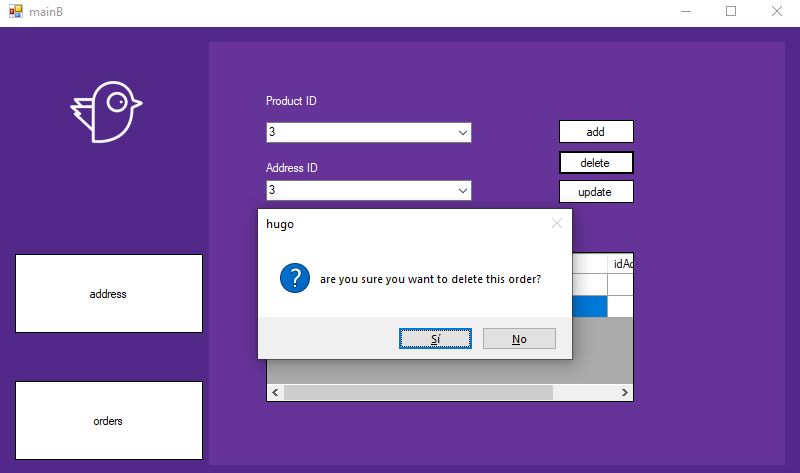 mainB
Product ID
3
add
delete
Address ID
3
update
hugo
are you sure you want to delete this order?
Sí
No
idAd
address
orders